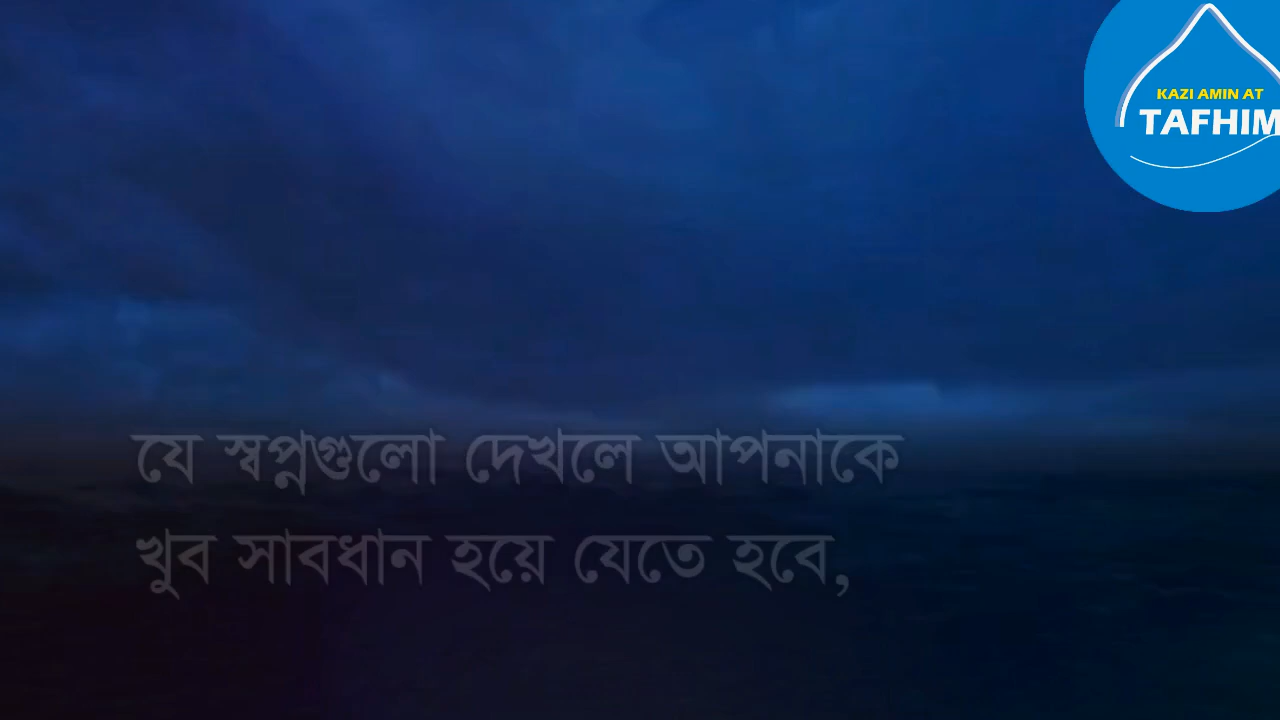 KAZI AMIN AT
TAFHIM
যে স্বপ্নগুলো দেখলে আপনাকে
খুব সাবধান হয়ে যেতে হবে,